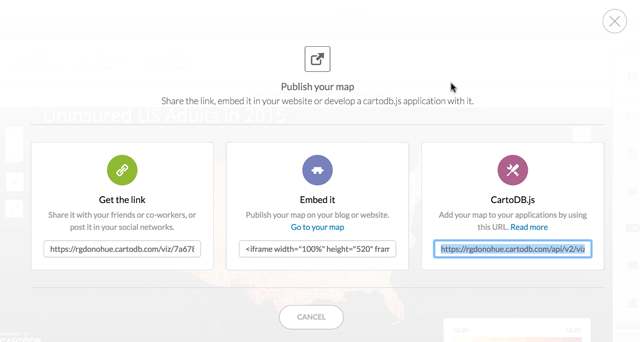 Publish your map
Share the link, embed it in your website or develop a cartodb.js application with it.
Uninsured US Adults in 2015
Get the link
Share it with your friends or co-workers, or
post it in your social networks.
https://rgdonohue.cartodb.com/viz/7a67
Embed it
Publish your map on your blog or website.
Go to your map
<iframe width="100%" height="520" fram
CartoDB.js
Add your map to your applications by using
this URL. Read more
https://rgdonohue.cartodb.com/api/v2/viz
CANCEL
CARTODB